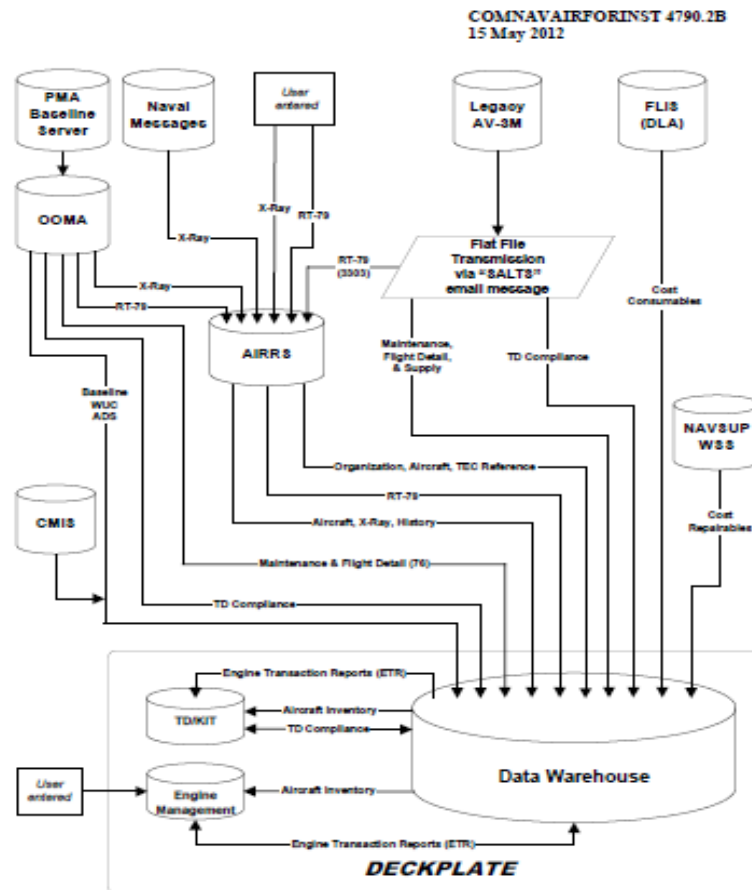 COMNAVAIRFORINST 4790.2B
15 May 2012
PMA
Baseline
Server
Naval
Messages
User
entered
Legacy
AV-3M
FLIS
(DLA)
OOMA
X-Ray
RT-79
X-Ray
X-Ray
RT-79
RT-79
(3303)
Flat File
Transmission
via “SALTS”
email message
Cost
Consumables
AIRRS
Maintenance,
Flight Detail,
& Supply
TD Compliance
Baseline
WUC
ADS
NAVSUP
WSS
Organization, Aircraft, TEC Reference
RT-79
CMIS
Aircraft, X-Ray, History
Cost
Repairables
Maintenance & Flight Detail (76)
TD Compliance
Engine Transaction Reports (ETR)
TD/KIT
Aircraft Inventory
TD Compliance
Data Warehouse
User
entered
Engine
Management
Aircraft Inventory
Engine Transaction Reports (ETR)
DECKPLATE